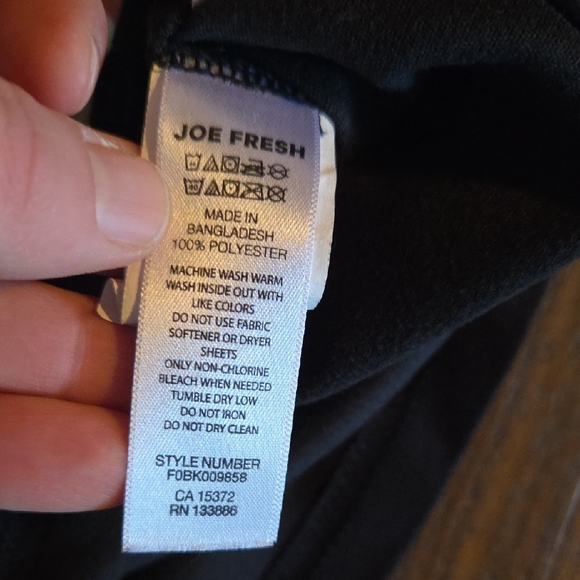 JOE FRESH
MADE IN
BANGLADESH
100% POLYESTER
MACHINE WASH WARM
WASH INSIDE OUT WITH
LIKE COLORS
DO NOT USE FABRIC
SOFTENER OR DRYER
SHEETS
ONLY NON-CHLORINE
BLEACH WHEN NEEDED
TUMBLE DRY LOW
DO NOT IRON
DO NOT DRY CLEAN
STYLE NUMBER
F0BK009858
CA 15372
RN 133886